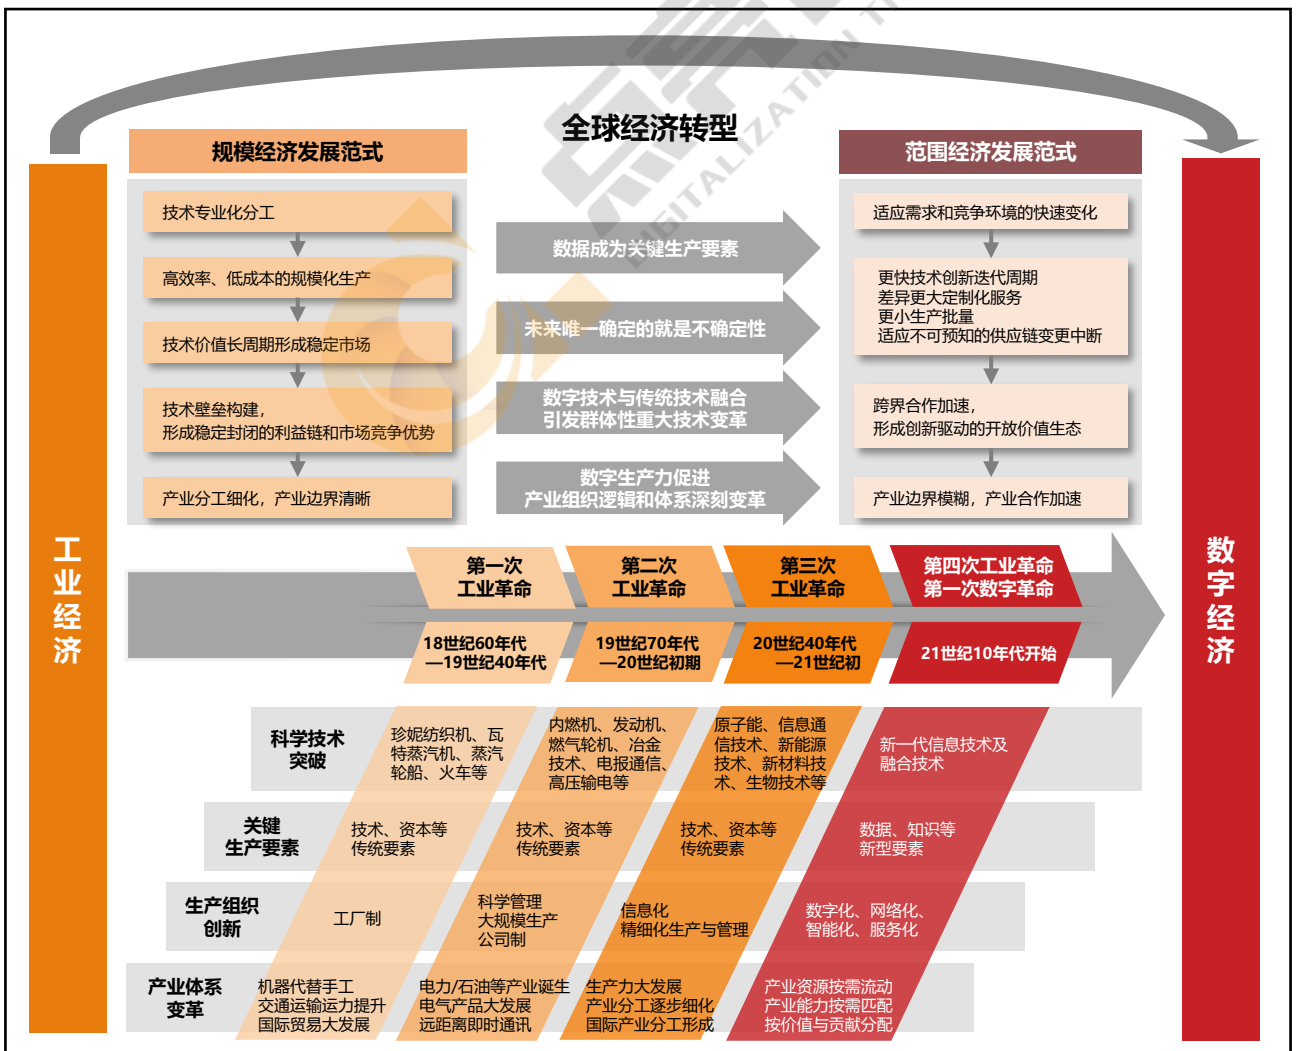 全球经济转型
规模经济发展范式
技术专业化分工
高效率、低成本的规模化生产
技术价值长周期形成稳定市场
技术壁垒构建，
形成稳定封闭的利益链和市场竞争优势
产业分工细化，产业边界清晰
数据成为关键生产要素
未来唯一确定的就是不确定性
数字技术与传统技术融合
引发群体性重大技术变革
数字生产力促进
产业组织逻辑和体系深刻变革
范围经济发展范式
适应需求和竞争环境的快速变化
更快技术创新迭代周期
差异更大定制化服务
更小生产批量
适应不可预知的供应链变更中断
跨界合作加速，
形成创新驱动的开放价值生态
产业边界模糊，产业合作加速
工业经济
数字经济
第一次
工业革命
第二次
工业革命
第三次
工业革命
第四次工业革命
第一次数字革命
18世纪60年代
—19世纪40年代
19世纪70年代
—20世纪初期
20世纪40年代
—21世纪初
21世纪10年代开始
科学技术
突破
珍妮纺织机、瓦
特蒸汽机、蒸汽
轮船、火车等
内燃机、发动机、
燃气轮机、冶金
技术、电报通信、
高压输电等
原子能、信息通
信技术、新能源
技术、新材料技
术、生物技术等
新一代信息技术及
融合技术
关键
生产要素
技术、资本等
传统要素
技术、资本等
传统要素
技术、资本等
传统要素
数据、知识等
新型要素
生产组织
创新
工厂制
科学管理
大规模生产
公司制
信息化
精细化生产与管理
数字化、网络化、
智能化、服务化
产业体系
变革
机器代替手工
交通运输运力提升
国际贸易大发展
电力/石油等产业诞生
电气产品大发展
远距离即时通讯
生产力大发展
产业分工逐步细化
国际产业分工形成
产业资源按需流动
产业能力按需匹配
按价值与贡献分配
DIGITALIZATION